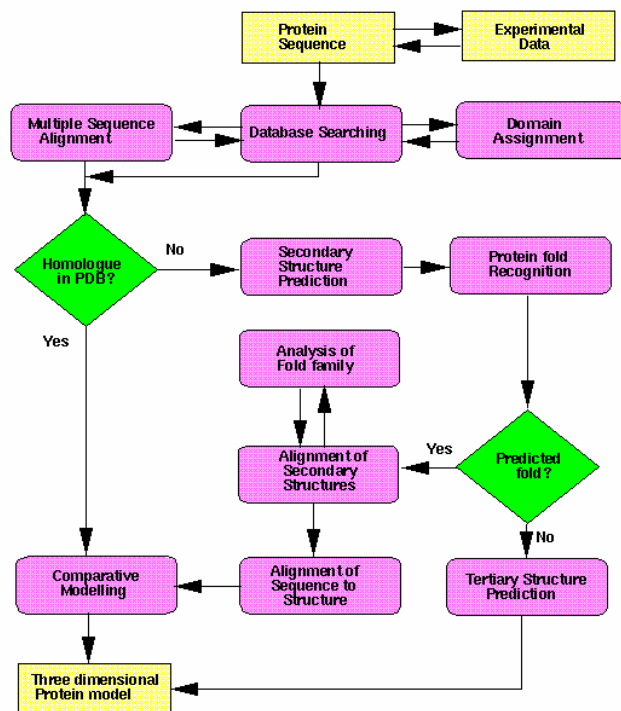 Protein
Sequence
Experimental
Data
Multiple Sequence
Alignment
Database Searching
Domain
Assignment
Homologue
in PDB?
No
Secondary
Structure
Prediction
Protein fold
Recognition
Yes
Analysis of
Fold family
Alignment of
Secondary
Structures
Yes
Predicted
fold?
No
Comparative
Modelling
Alignment of
Sequence to
Structure
Tertiary Structure
Prediction
Three dimensional
Protein model